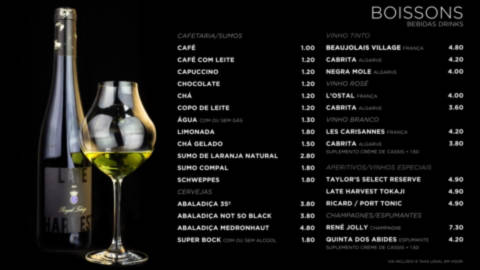 BOISSONS
BEBIDAS DRINKS
CAFETARIA/SUMOS
CAFÉ 1.00
CAFÉ COM LEITE 1.20
CAPUCCINO 1.20
CHOCOLATE 1.20
CHÁ 1.20
COPO DE LEITE 1.20
ÁGUA COM OU SEM GÁS 1.30
LIMONADA 1.80
CHÁ GELADO 1.50
SUMO DE LARANJA NATURAL 2.80
SUMO COMPAL 1.80
SCHWEPPES 1.80
CERVEJAS
ABALADIÇA 35º 3.80
ABALADIÇA NOT SO BLACK 3.80
ABALADIÇA MEDRONHAUT 4.80
SUPER BOCK COM OU SEM ALCOOL 1.80
VINHO TINTO
BEAUJOLAIS VILLAGE FRANÇA 4.80
CABRITA ALGARVE 4.20
NEGRA MOLE ALGARVE 4.00
VINHO ROSÉ
L'OSTAL FRANÇA 4.00
CABRITA ALGARVE 3.60
VINHO BRANCO
LES CARISANNES FRANÇA 4.20
CABRITA ALGARVE 3.80
SUPLEMENTO CRÈME DE CASSIS + 1.50
APERITIVOS/VINHOS ESPECIAIS
TAYLOR'S SELECT RESERVE 4.90
LATE HARVEST TOKAJI 4.90
RICARD / PORT TONIC 4.90
CHAMPAGNES/ESPUMANTES
RENÉ JOLLY CHAMPAGNE 7.30
QUINTA DOS ABIDES ESPUMANTE 4.20
SUPLEMENTO CRÈME DE CASSIS + 1.50
IVA INCLUÍDO À TAXA LEGAL EM VIGOR
LATE
Royal Tokaji